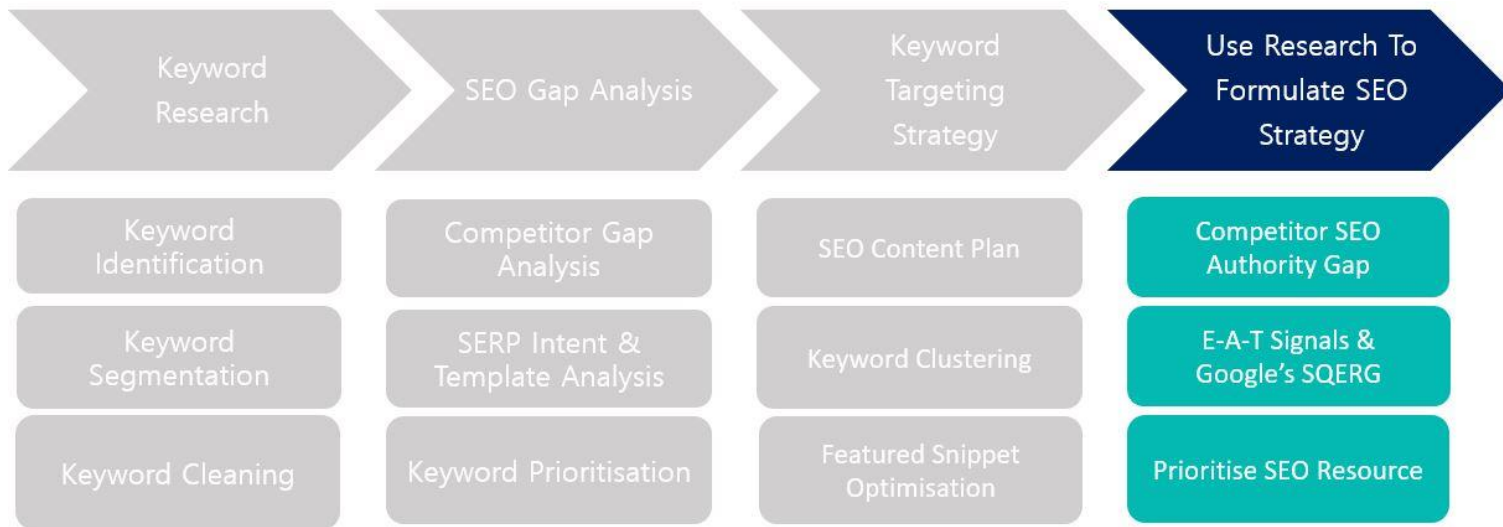 Keyword
Research
SEO Gap Analysis
Keyword
Targeting
Strategy
Use Research To
Formulate SEO
Strategy
Keyword
Identification
Competitor Gap
Analysis
SEO Content Plan
Competitor SEO
Authority Gap
Keyword
Segmentation
SERP Intent &
Template Analysis
Keyword Clustering
E-A-T Signals &
Google's SQERG
Keyword Cleaning
Keyword Prioritisation
Featured Snippet
Optimisation
Prioritise SEO Resource